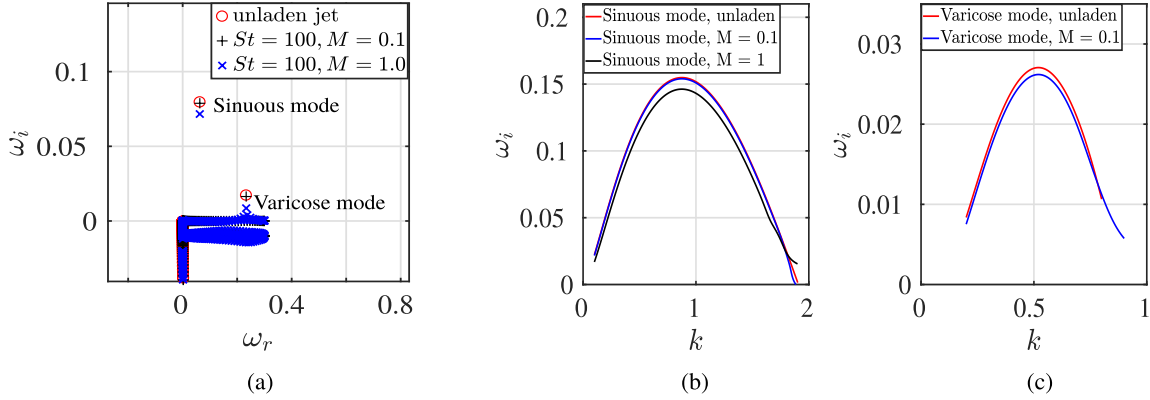 unladen jet
St = 100, M = 0.1
St = 100, M = 1.0
0.1
0.05
0
ω_i
Sinuous mode
Varicose mode
0 0.4 0.8
ω_r
(a)
Sinuous mode, unladen
Sinuous mode, M = 0.1
Sinuous mode, M = 1
0.2
0.15
0.1
0.05
0
ω_i
0 1 2
k
(b)
Varicose mode, unladen
Varicose mode, M = 0.1
0.03
0.02
0.01
0
ω_i
0 0.5 1
k
(c)